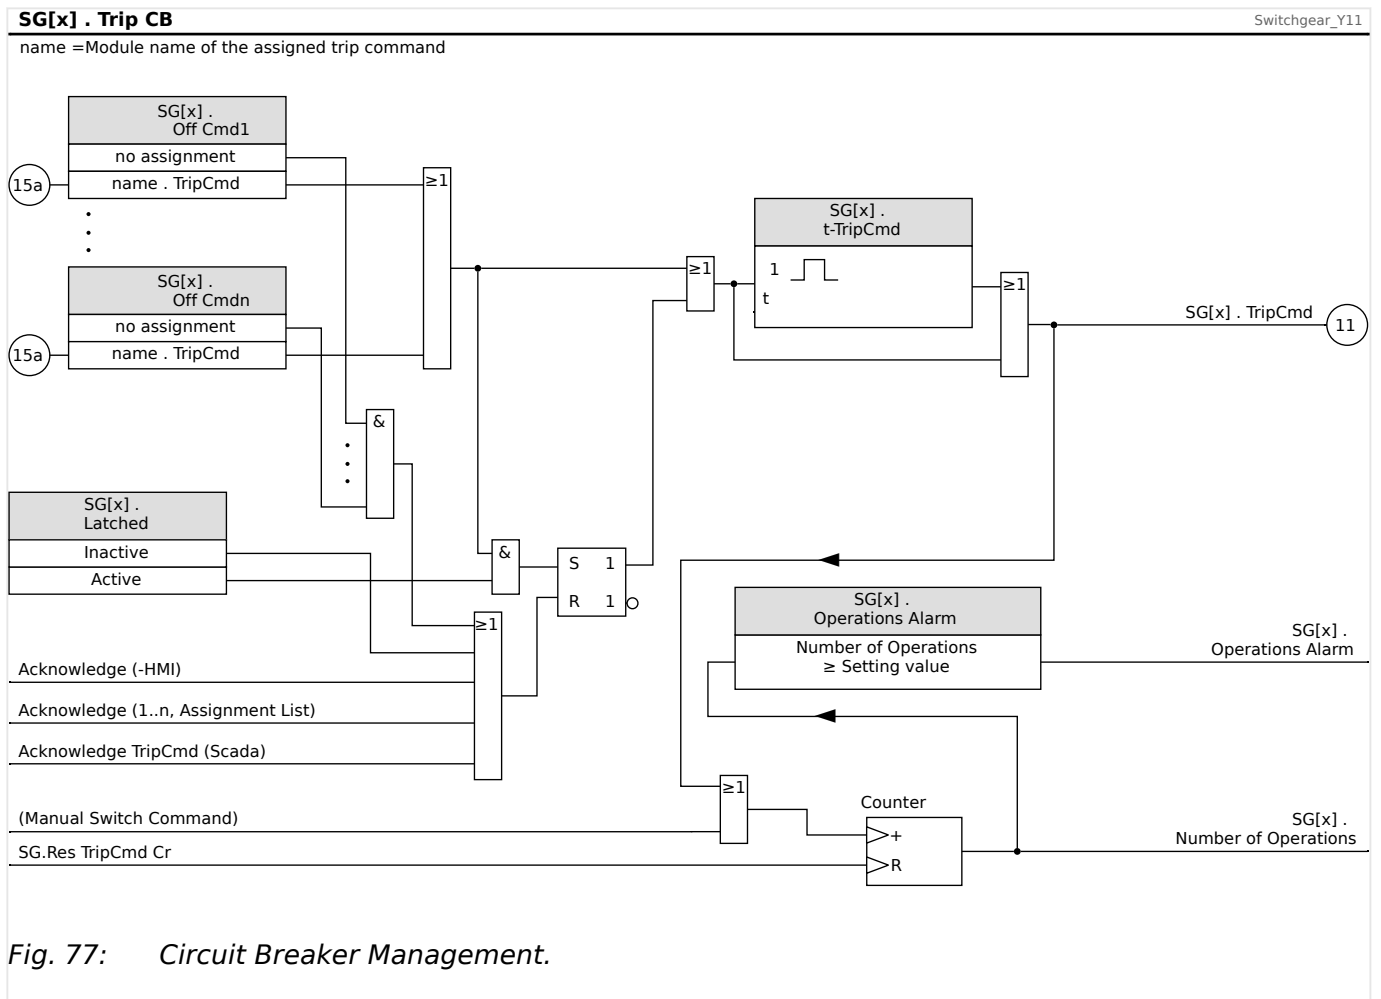 SG[x] . Trip CB
Switchgear_Y11
name =Module name of the assigned trip command
SG[x] .
Off Cmd1
no assignment
15a
name . TripCmd
≥1
SG[x] .
Off Cmdn
no assignment
15a
name . TripCmd
≥1
SG[x] .
t-TripCmd
1
t
≥1
SG[x] . TripCmd
11
&
SG[x] .
Latched
Inactive
Active
&
S 1
R 1
≥1
Acknowledge (-HMI)
Acknowledge (1..n, Assignment List)
Acknowledge TripCmd (Scada)
SG[x] .
Operations Alarm
Number of Operations
≥ Setting value
SG[x] .
Operations Alarm
≥1
(Manual Switch Command)
SG.Res TripCmd Cr
Counter
+
R
SG[x] .
Number of Operations
Fig. 77: Circuit Breaker Management.